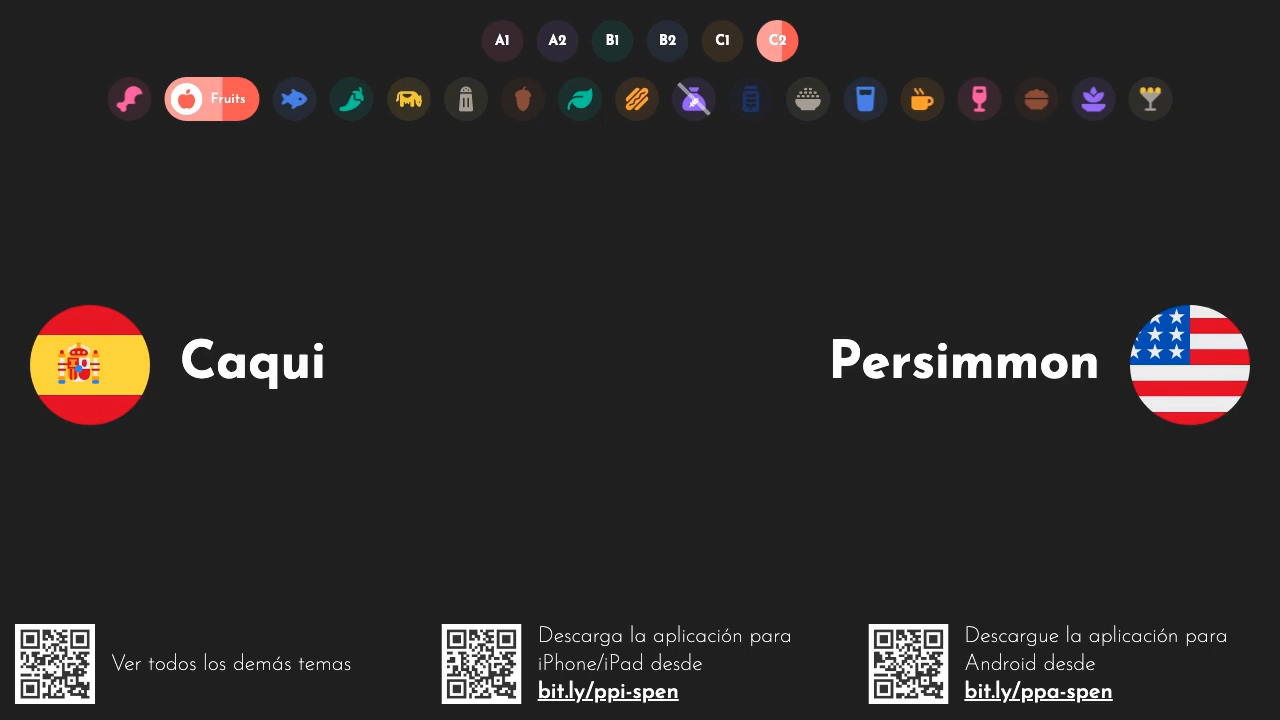 A1 A2 B1 B2 C1 C2
Fruits
Caqui
Persimmon
Ver todos los demás temas
Descarga la aplicación para
iPhone/iPad desde
bit.ly/ppi-spen
Descargue la aplicación para
Android desde
bit.ly/ppa-spen